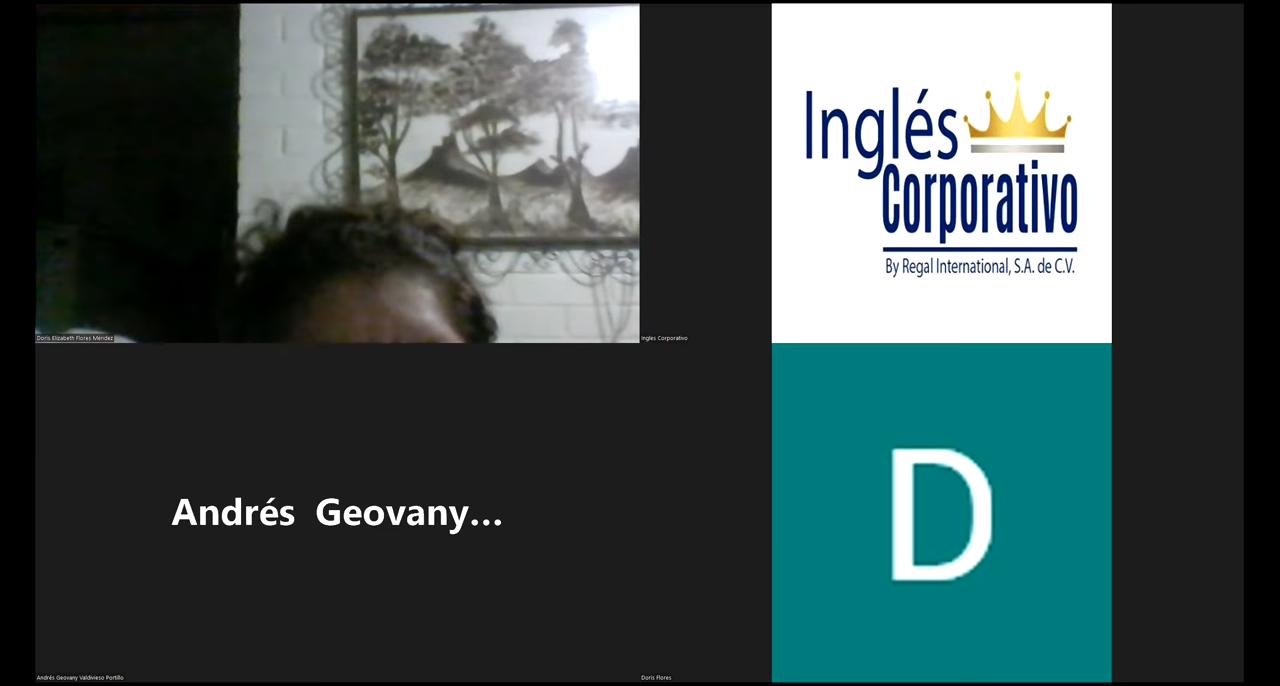 Inglés
Corporativo
By Regal International, S.A. de C.V.
Doris Elizabeth Flores Méndez
Ingles Corporativo
Andrés Geovany...
D
Andrés Geovany Valdivieso Portillo
Doris Flores